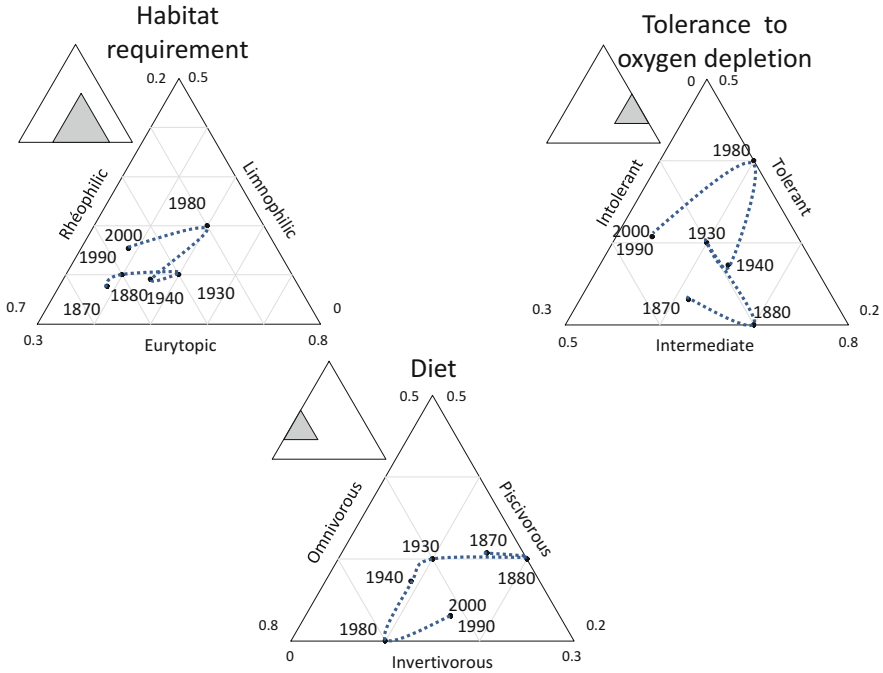 Habitat
requirement
0.2 0.5
Rhéophilic
Limnophilic
1980
2000
1990
1870
1880
1940
1930
0.7
0
0.3
Eurytopic
0.8
Tolerance to
oxygen depletion
0 0.5
Intolerant
Tolerant
1980
2000
1990
1930
1940
1870
1880
0.3
0.2
0.5
Intermediate
0.8
Diet
0.5 0.5
Omnivorous
Piscivorous
1930
1870
1940
1880
2000
1980
1990
0.8
0.2
0
Invertivorous
0.3